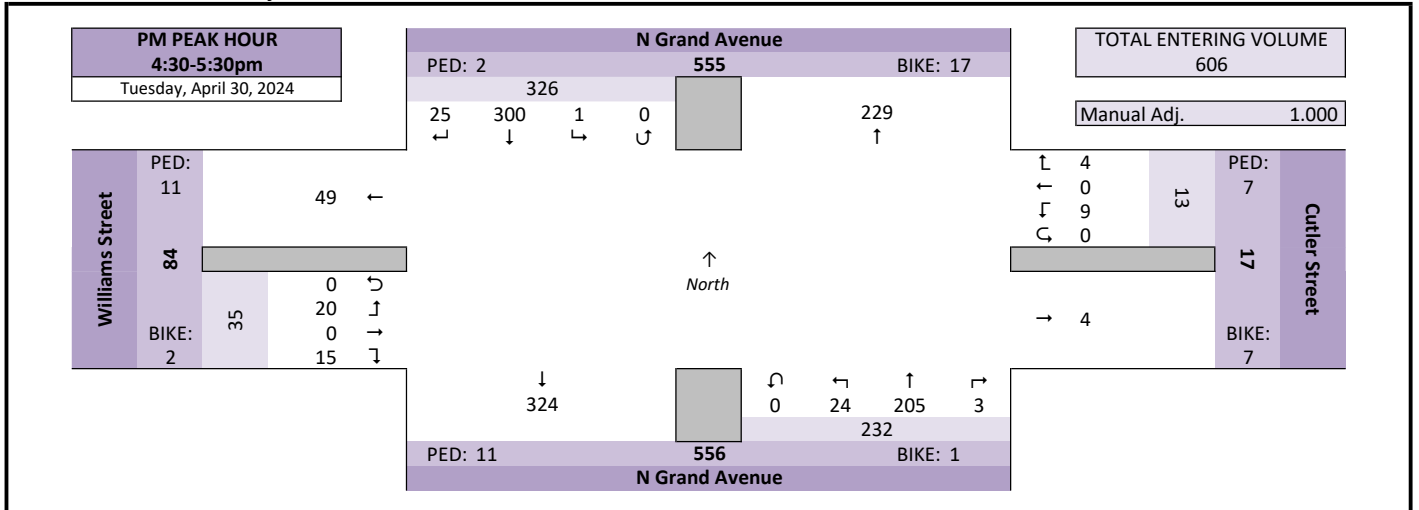 PM PEAK HOUR
4:30-5:30pm
Tuesday, April 30, 2024
N Grand Avenue
PED: 2 555 BIKE: 17
326
25 300 1 0
↵ ↓ ↳ ↺
229
↑
TOTAL ENTERING VOLUME
606
Manual Adj. 1.000
Williams Street
PED:
11
84
BIKE:
2
49 ←
35
0 ⮌
20 ↰
0 →
15 ↴
↑
North
↱ 4
← 0
↲ 9
⮎ 0
13
PED:
7
17
BIKE:
7
Cutler Street
→ 4
↓
324
↶ ↰ ↑ ↱
0 24 205 3
232
PED: 11 556 BIKE: 1
N Grand Avenue